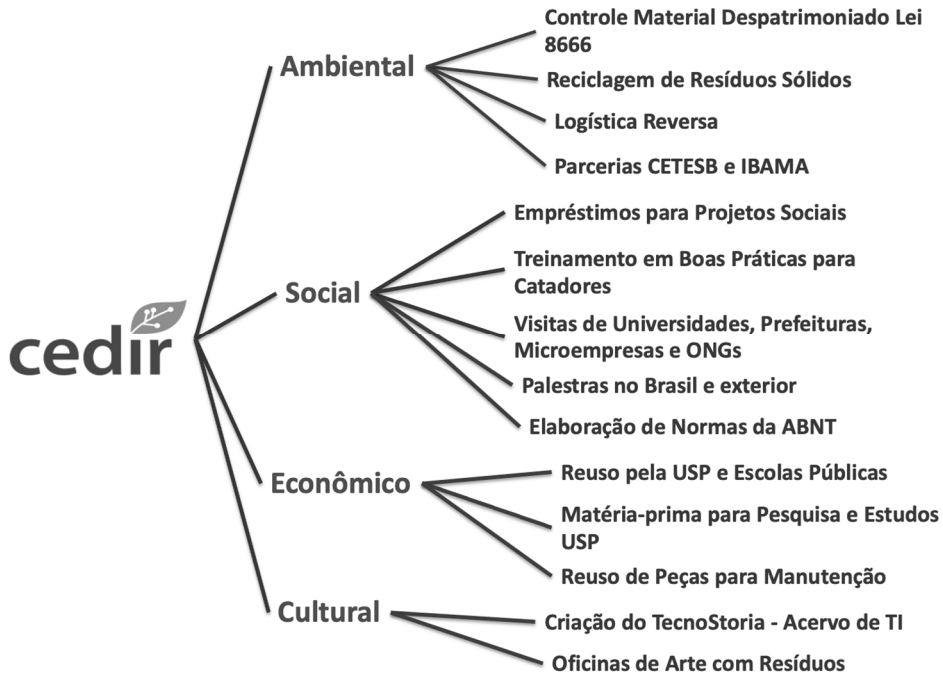 cedir
Ambiental
Controle Material Despatrimoniado Lei
8666
Reciclagem de Resíduos Sólidos
Logística Reversa
Parcerias CETESB e IBAMA
Social
Empréstimos para Projetos Sociais
Treinamento em Boas Práticas para
Catadores
Visitas de Universidades, Prefeituras,
Microempresas e ONGs
Palestras no Brasil e exterior
Elaboração de Normas da ABNT
Econômico
Reuso pela USP e Escolas Públicas
Matéria-prima para Pesquisa e Estudos
USP
Reuso de Peças para Manutenção
Cultural
Criação do TecnoStoria - Acervo de TI
Oficinas de Arte com Resíduos